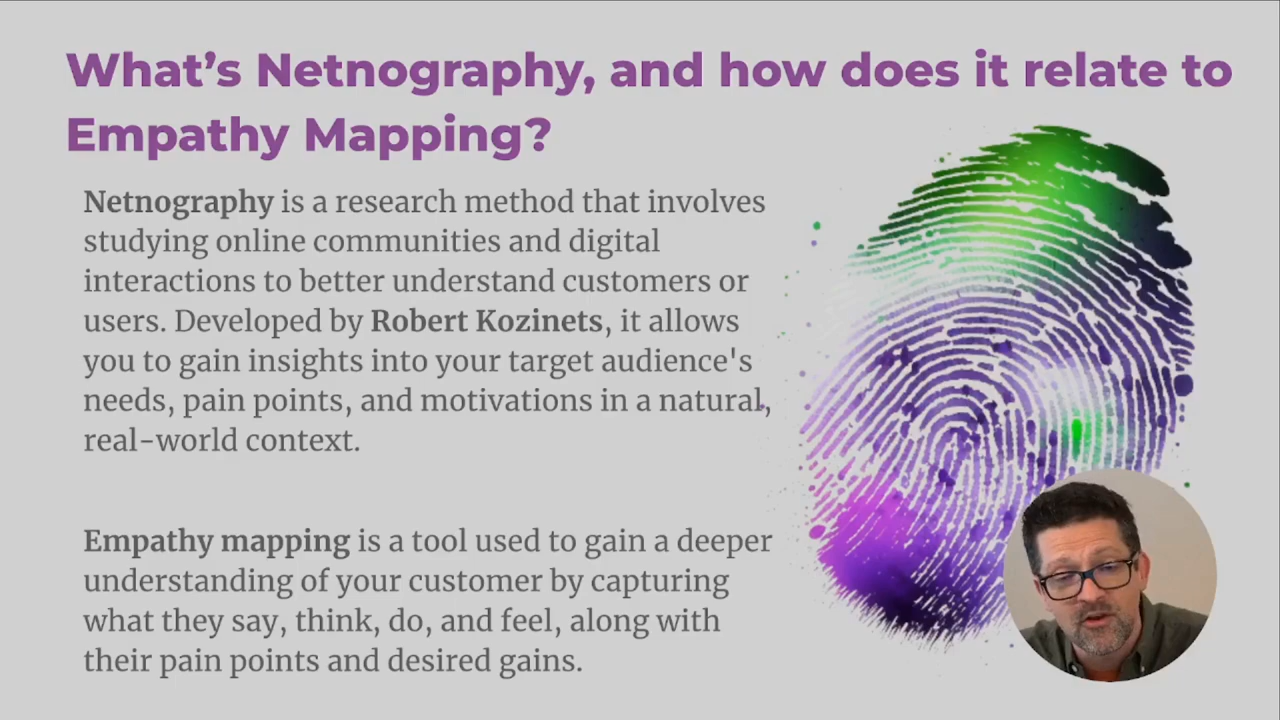 What’s Netnography, and how does it relate to
Empathy Mapping?
Netnography is a research method that involves
studying online communities and digital
interactions to better understand customers or
users. Developed by Robert Kozinets, it allows
you to gain insights into your target audience's
needs, pain points, and motivations in a natural,
real-world context.
Empathy mapping is a tool used to gain a deeper
understanding of your customer by capturing
what they say, think, do, and feel, along with
their pain points and desired gains.